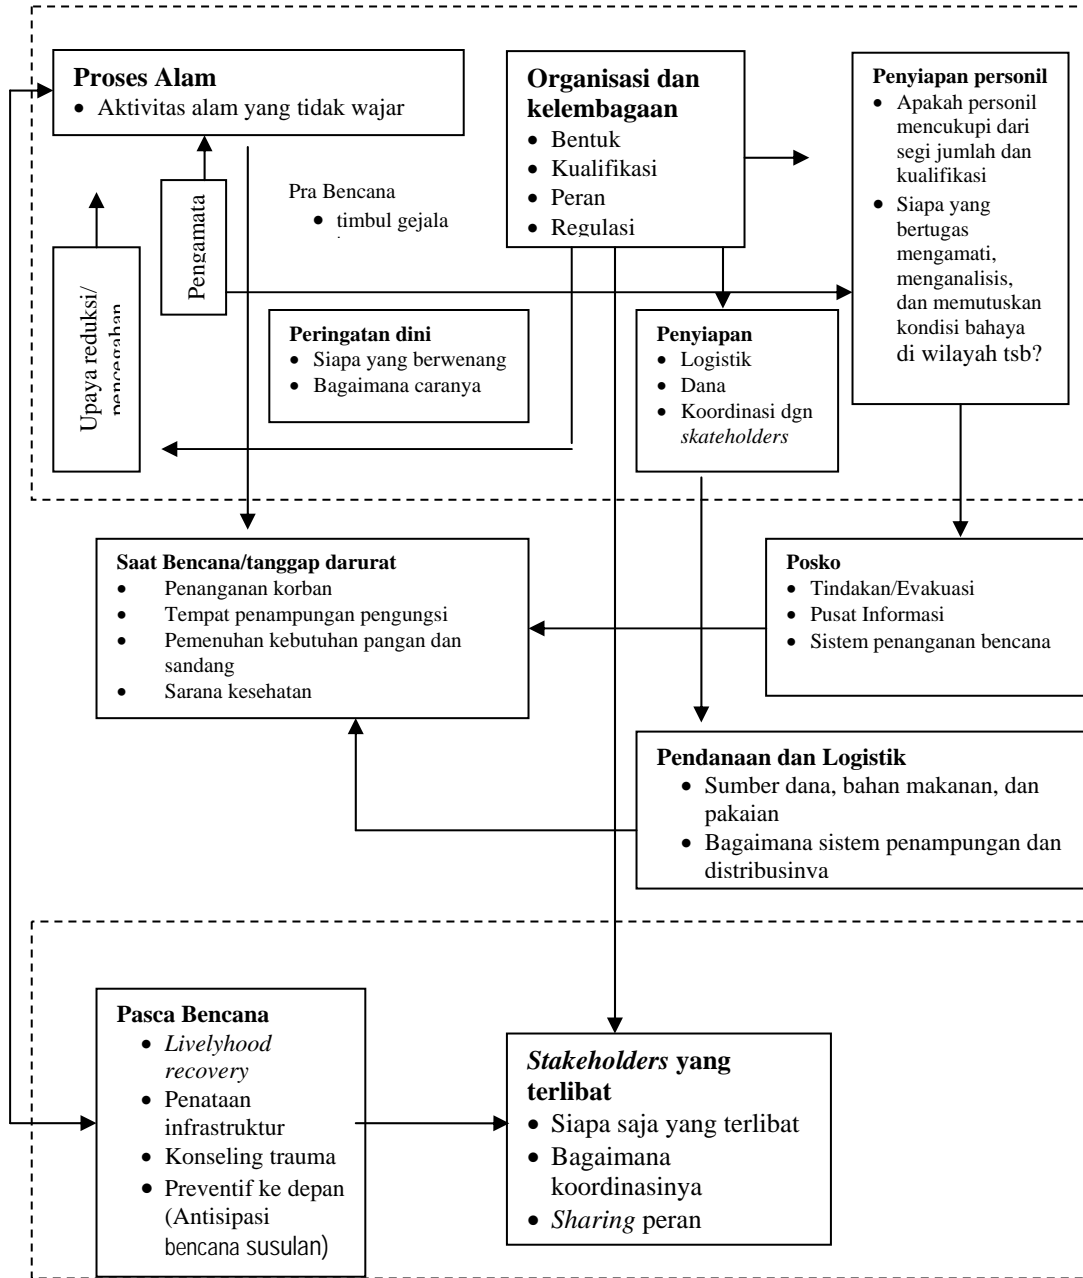 Proses Alam
• Aktivitas alam yang tidak wajar
Organisasi dan
kelembagaan
• Bentuk
• Kualifikasi
• Peran
• Regulasi
Penyiapan personil
• Apakah personil
mencukupi dari
segi jumlah dan
kualifikasi
• Siapa yang
bertugas
mengamati,
menganalisis,
dan memutuskan
kondisi bahaya
di wilayah tsb?
Pra Bencana
• timbul gejala
Pengamata
Upaya reduksi/
pencegahan
Peringatan dini
• Siapa yang berwenang
• Bagaimana caranya
Penyiapan
• Logistik
• Dana
• Koordinasi dgn
skateholders
Saat Bencana/tanggap darurat
• Penanganan korban
• Tempat penampungan pengungsi
• Pemenuhan kebutuhan pangan dan
sandang
• Sarana kesehatan
Posko
• Tindakan/Evakuasi
• Pusat Informasi
• Sistem penanganan bencana
Pendanaan dan Logistik
• Sumber dana, bahan makanan, dan
pakaian
• Bagaimana sistem penampungan dan
distribusinya
Pasca Bencana
• Livelyhood
recovery
• Penataan
infrastruktur
• Konseling trauma
• Preventif ke depan
(Antisipasi
bencana susulan)
Stakeholders yang
terlibat
• Siapa saja yang terlibat
• Bagaimana
koordinasinya
• Sharing peran